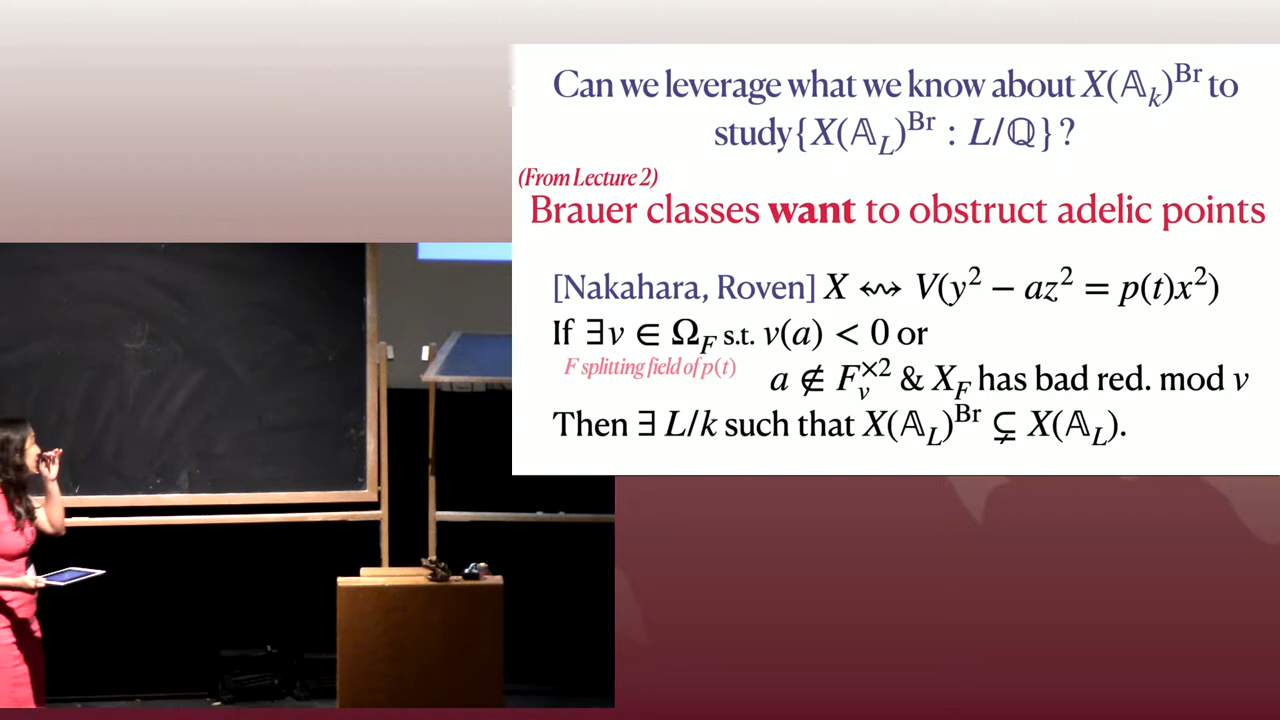 Can we leverage what we know about X(𝔸ₖ)^Br to
study{X(𝔸_L)^Br : L/ℚ}?
(From Lecture 2)
Brauer classes want to obstruct adelic points
[Nakahara, Roven] X ↭ V(y² − az² = p(t)x²)
If ∃v ∈ Ω_F s.t. v(a) < 0 or
F splitting field of p(t)
a ∉ F_v^×2 & X_F has bad red. mod v
Then ∃ L/k such that X(𝔸_L)^Br ⊊ X(𝔸_L).